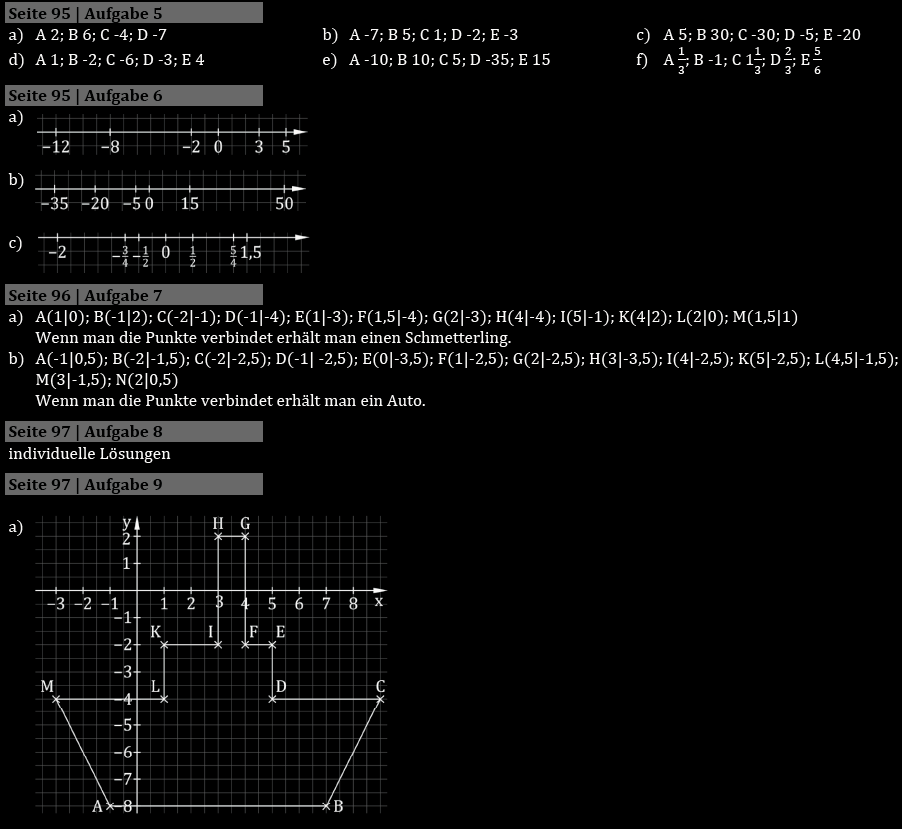 Seite 95 | Aufgabe 5
a) A 2; B 6; C -4; D -7 b) A -7; B 5; C 1; D -2; E -3 c) A 5; B 30; C -30; D -5; E -20
d) A 1; B -2; C -6; D -3; E 4 e) A -10; B 10; C 5; D -35; E 15 f) A 1/3; B -1; C 1 1/3; D 2/3; E 5/6
Seite 95 | Aufgabe 6
a)
−12 −8 −2 0 3 5
b)
−35 −20 −5 0 15 50
c)
−2 −3/4 −1/2 0 1/2 5/4 1,5
Seite 96 | Aufgabe 7
a) A(1|0); B(-1|2); C(-2|-1); D(-1|-4); E(1|-3); F(1,5|-4); G(2|-3); H(4|-4); I(5|-1); K(4|2); L(2|0); M(1,5|1)
Wenn man die Punkte verbindet erhält man einen Schmetterling.
b) A(-1|0,5); B(-2|-1,5); C(-2|-2,5); D(-1| -2,5); E(0|-3,5); F(1|-2,5); G(2|-2,5); H(3|-3,5); I(4|-2,5); K(5|-2,5); L(4,5|-1,5);
M(3|-1,5); N(2|0,5)
Wenn man die Punkte verbindet erhält man ein Auto.
Seite 97 | Aufgabe 8
individuelle Lösungen
Seite 97 | Aufgabe 9
a)
y H G
2
1
−3 −2 −1 1 2 3 4 5 6 7 8 x
−1
K I F E
−2
−3
M L D C
−4
−5
−6
−7
A −8 B